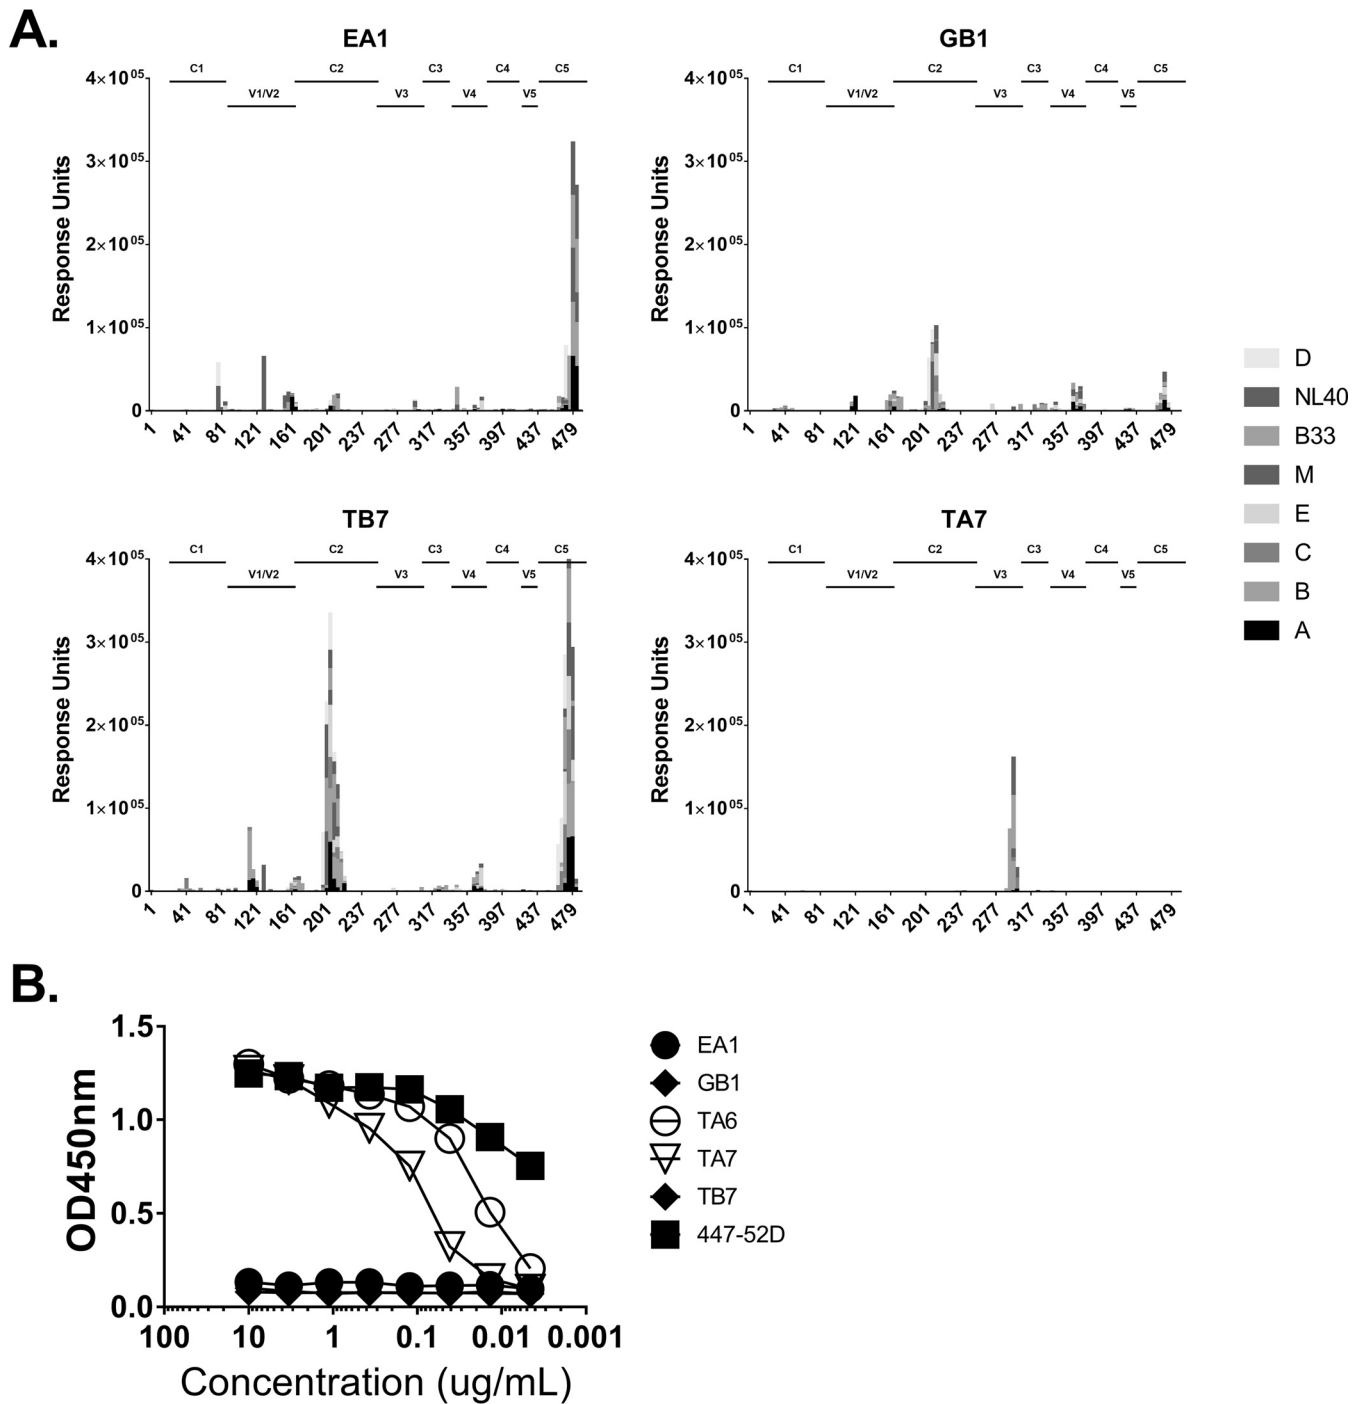 A.
EA1
C1 C2 C3 C4 C5
V1/V2 V3 V4 V5
4×10⁰⁵
3×10⁰⁵
2×10⁰⁵
1×10⁰⁵
0
Response Units
1 41 81 121 161 201 237 277 317 357 397 437 479
GB1
C1 C2 C3 C4 C5
V1/V2 V3 V4 V5
4×10⁰⁵
3×10⁰⁵
2×10⁰⁵
1×10⁰⁵
0
Response Units
1 41 81 121 161 201 237 277 317 357 397 437 479
D
NL40
B33
M
E
C
B
A
TB7
C1 C2 C3 C4 C5
V1/V2 V3 V4 V5
4×10⁰⁵
3×10⁰⁵
2×10⁰⁵
1×10⁰⁵
0
Response Units
1 41 81 121 161 201 237 277 317 357 397 437 479
TA7
C1 C2 C3 C4 C5
V1/V2 V3 V4 V5
4×10⁰⁵
3×10⁰⁵
2×10⁰⁵
1×10⁰⁵
0
Response Units
1 41 81 121 161 201 237 277 317 357 397 437 479
B.
1.5
1.0
0.5
0.0
OD450nm
100 10 1 0.1 0.01 0.001
Concentration (ug/mL)
EA1
GB1
TA6
TA7
TB7
447-52D